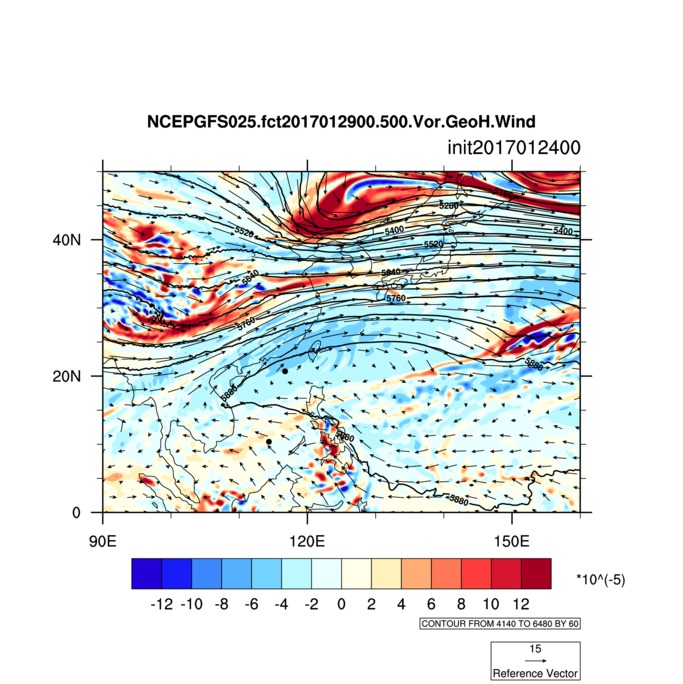 NCEPGFS025.fct2017012900.500.Vor.GeoH.Wind
init2017012400
40N
20N
0
90E 120E 150E
5280
5520
5400
5400
5520
5640
5640
5760
5760
5880
5880
5880
5880
-12 -10 -8 -6 -4 -2 0 2 4 6 8 10 12
*10^(-5)
CONTOUR FROM 4140 TO 6480 BY 60
15
Reference Vector